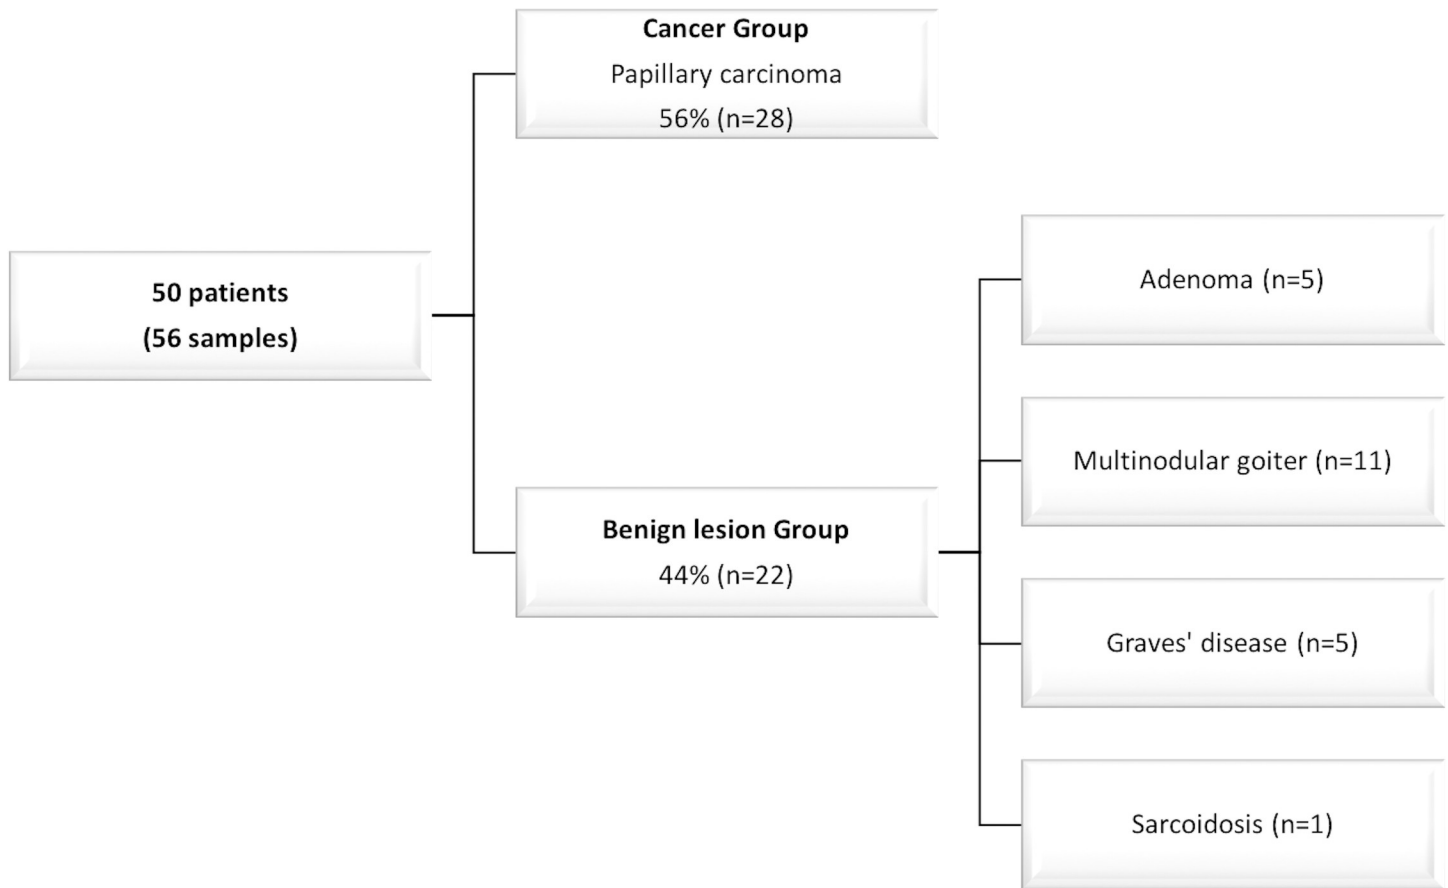 Cancer Group
Papillary carcinoma
56% (n=28)
50 patients
(56 samples)
Benign lesion Group
44% (n=22)
Adenoma (n=5)
Multinodular goiter (n=11)
Graves' disease (n=5)
Sarcoidosis (n=1)